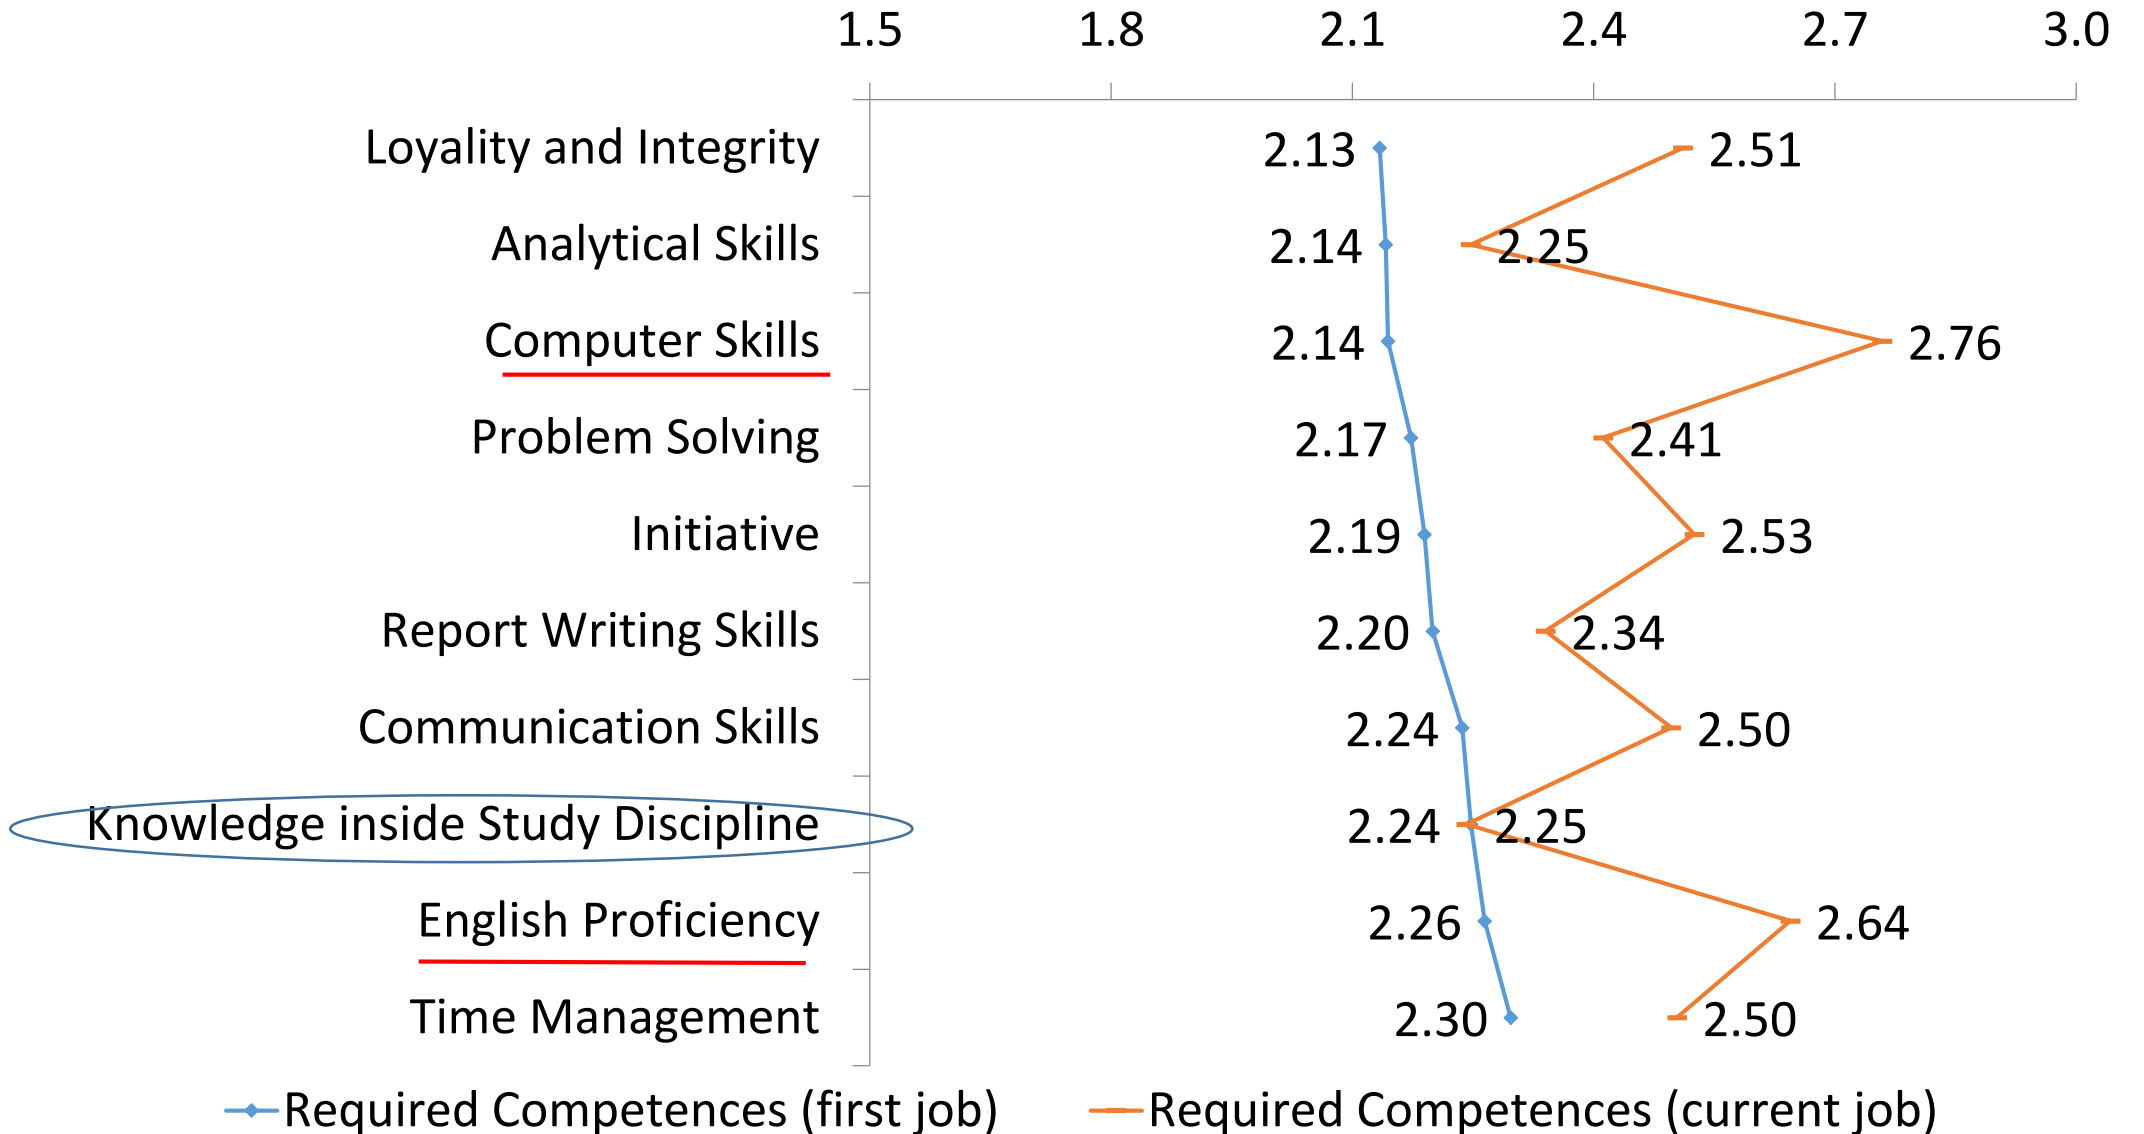 1.5 1.8 2.1 2.4 2.7 3.0
Loyality and Integrity 2.13 2.51
Analytical Skills 2.14 2.25
Computer Skills 2.14 2.76
Problem Solving 2.17 2.41
Initiative 2.19 2.53
Report Writing Skills 2.20 2.34
Communication Skills 2.24 2.50
Knowledge inside Study Discipline 2.24 2.25
English Proficiency 2.26 2.64
Time Management 2.30 2.50
Required Competences (first job) Required Competences (current job)